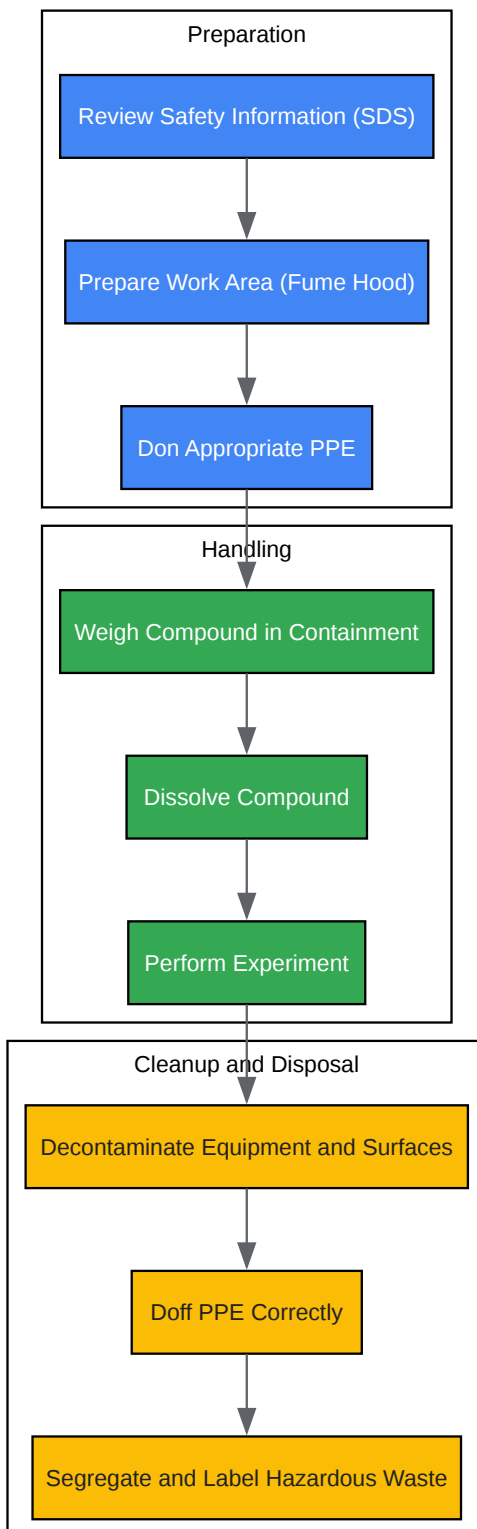 Preparation
Review Safety Information (SDS)
Prepare Work Area (Fume Hood)
Don Appropriate PPE
Handling
Weigh Compound in Containment
Dissolve Compound
Perform Experiment
Cleanup and Disposal
Decontaminate Equipment and Surfaces
Doff PPE Correctly
Segregate and Label Hazardous Waste